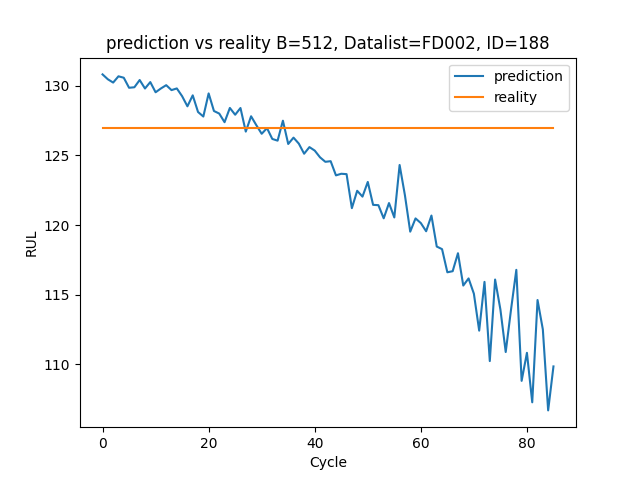 prediction vs reality B=512, Datalist=FD002, ID=188
prediction
reality
130
125
120
115
110
RUL
0 20 40 60 80
Cycle